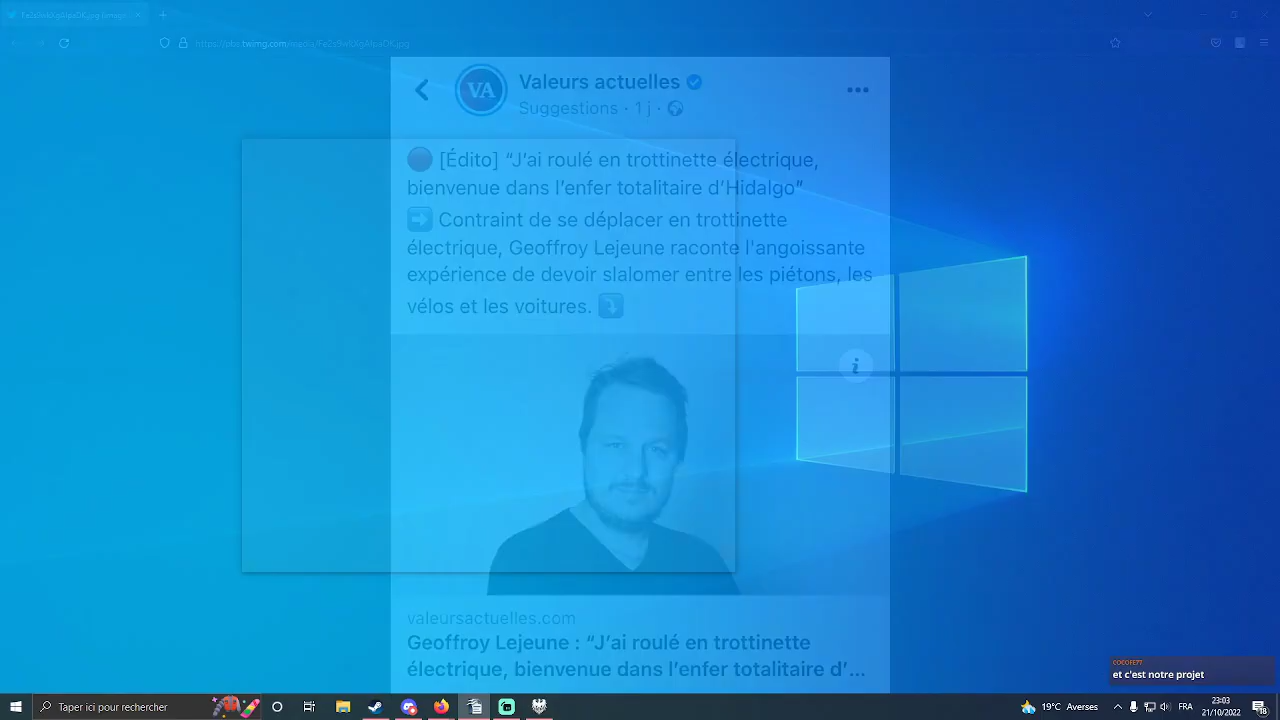 Valeurs actuelles
Suggestions · 1 j ·
[Édito] “J’ai roulé en trottinette électrique,
bienvenue dans l’enfer totalitaire d’Hidalgo”
Contraint de se déplacer en trottinette
électrique, Geoffroy Lejeune raconte l'angoissante
expérience de devoir slalomer entre les piétons, les
vélos et les voitures.
valeursactuelles.com
Geoffroy Lejeune : “J’ai roulé en trottinette
électrique, bienvenue dans l’enfer totalitaire d’...
COCOFE77
et c'est notre projet
Taper ici pour rechercher
19°C Averses
FRA
23:03
21/10/2022